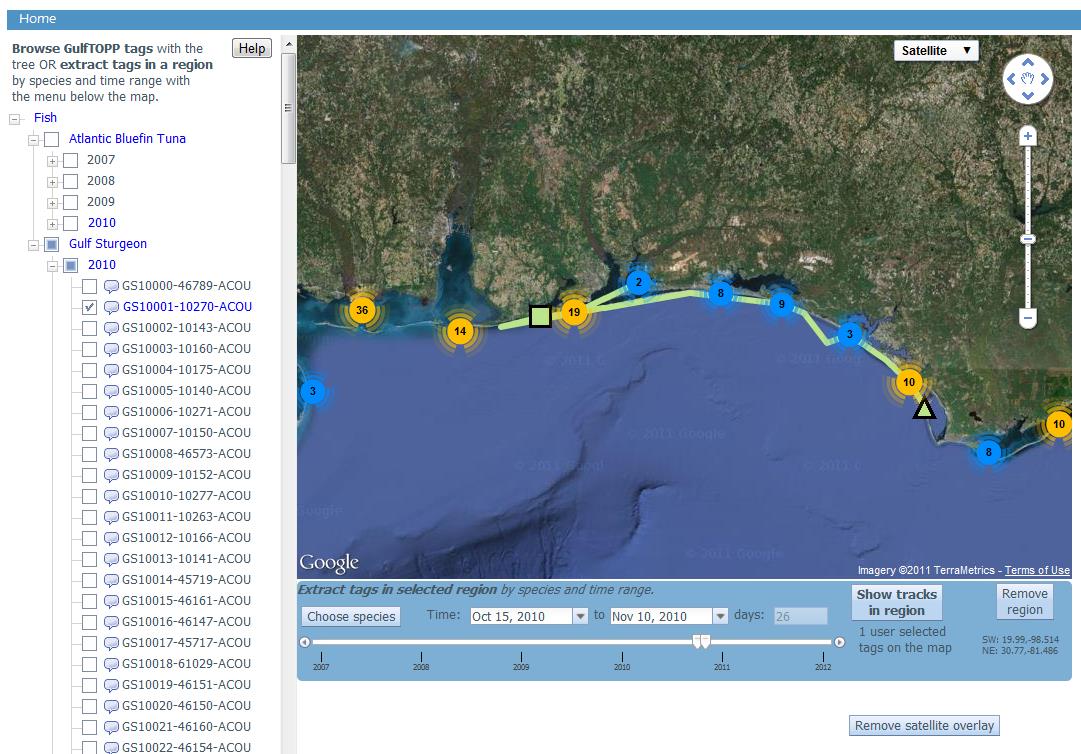 Home
Browse GulfTOPP tags with the
tree OR extract tags in a region
by species and time range with
the menu below the map.
Help
Fish
Atlantic Bluefin Tuna
2007
2008
2009
2010
Gulf Sturgeon
2010
GS10000-46789-ACOU
GS10001-10270-ACOU
GS10002-10143-ACOU
GS10003-10160-ACOU
GS10004-10175-ACOU
GS10005-10140-ACOU
GS10006-10271-ACOU
GS10007-10150-ACOU
GS10008-46573-ACOU
GS10009-10152-ACOU
GS10010-10277-ACOU
GS10011-10263-ACOU
GS10012-10166-ACOU
GS10013-10141-ACOU
GS10014-45719-ACOU
GS10015-46161-ACOU
GS10016-46147-ACOU
GS10017-45717-ACOU
GS10018-61029-ACOU
GS10019-46151-ACOU
GS10020-46150-ACOU
GS10021-46160-ACOU
GS10022-46154-ACOU
Satellite ▼
2
8
9
36
19
14
3
3
10
10
8
© 2011 C
© 2011 Google
© 2011 Google
© 2011 Googl
© 2011 C
Google
© 2011 Google
Google
Imagery ©2011 TerraMetrics - Terms of Use
Extract tags in selected region by species and time range.
Choose species
Time: Oct 15, 2010 to Nov 10, 2010 days: 26
2007 2008 2009 2010 2011 2012
Show tracks
in region
1 user selected
tags on the map
Remove
region
SW: 19.99,-98.514
NE: 30.77,-81.486
Remove satellite overlay